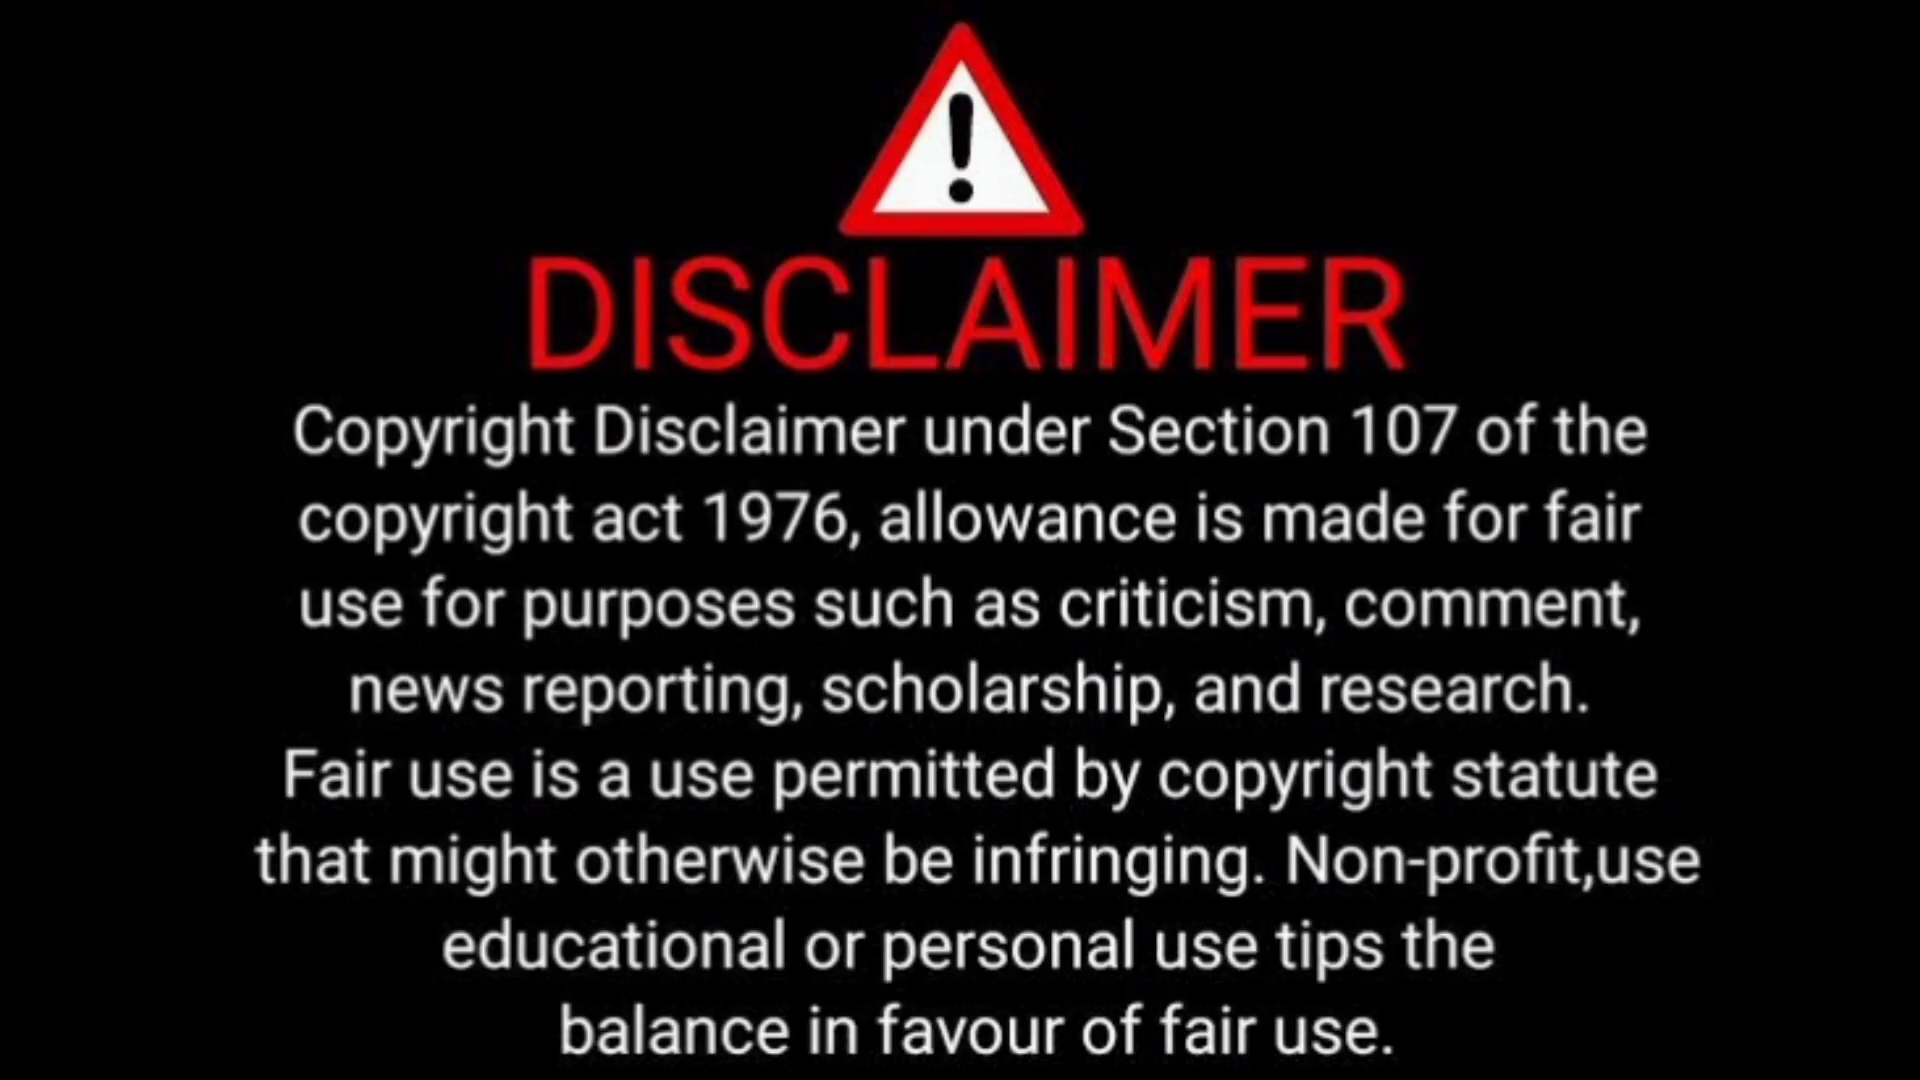 DISCLAIMER
Copyright Disclaimer under Section 107 of the
copyright act 1976, allowance is made for fair
use for purposes such as criticism, comment,
news reporting, scholarship, and research.
Fair use is a use permitted by copyright statute
that might otherwise be infringing. Non-profit,use
educational or personal use tips the
balance in favour of fair use.